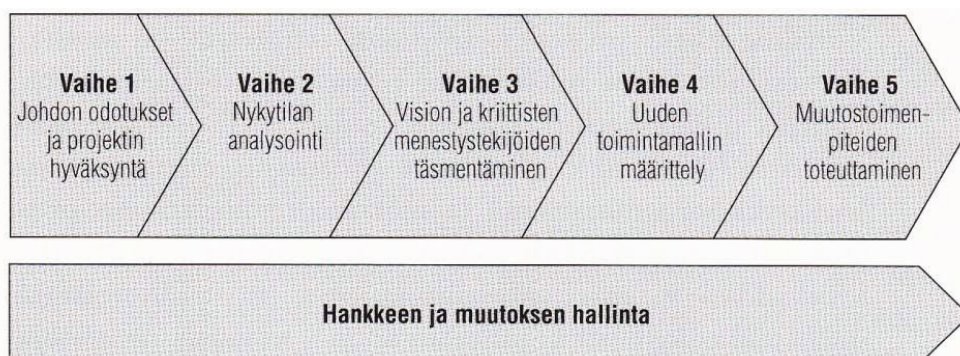 Vaihe 1
Johdon odotukset
ja projektin
hyväksyntä
Vaihe 2
Nykytilan
analysointi
Vaihe 3
Vision ja kriittisten
menestystekijöiden
täsmentäminen
Vaihe 4
Uuden
toimintamallin
määrittely
Vaihe 5
Muutostoimen-
piteiden
toteuttaminen
Hankkeen ja muutoksen hallinta